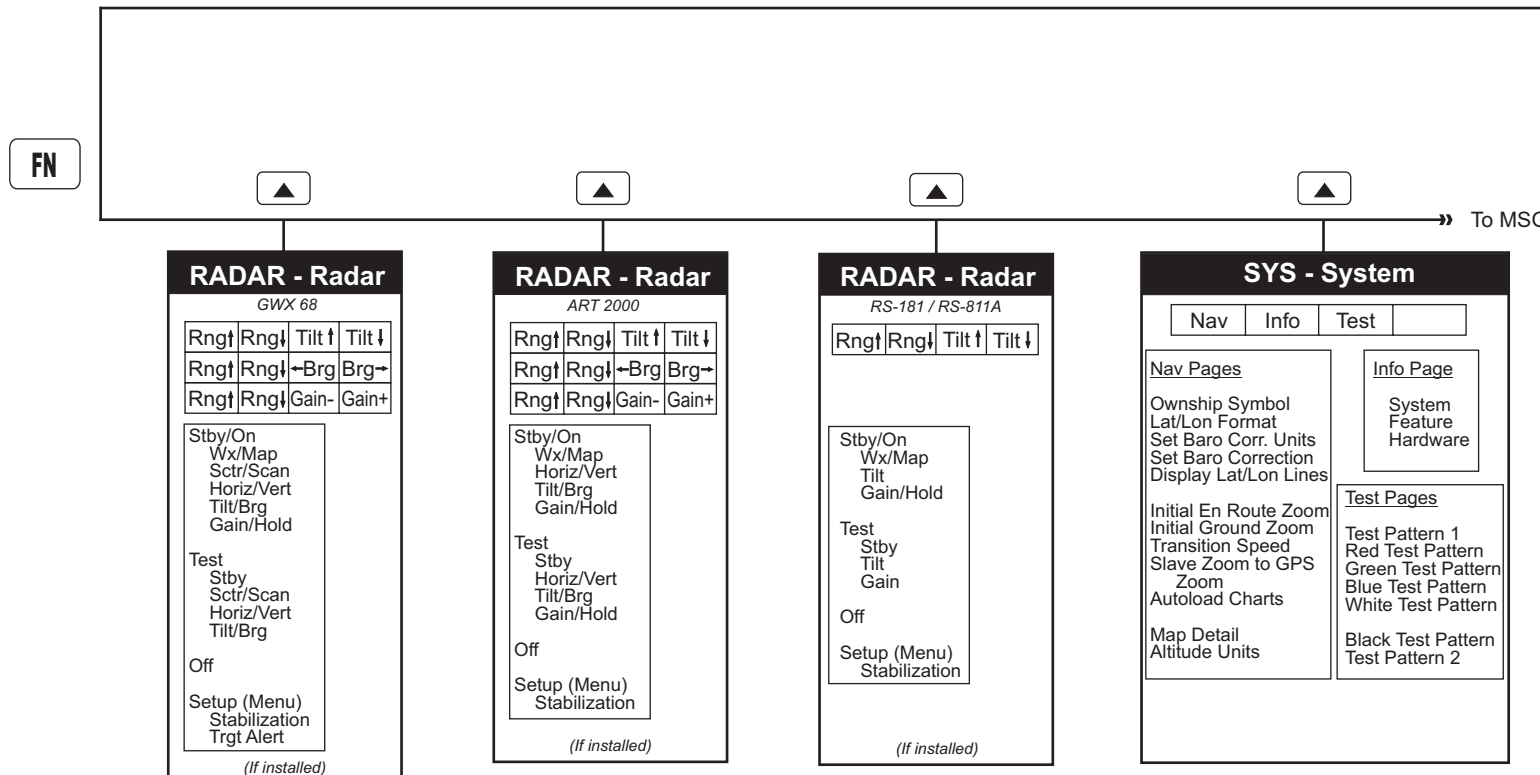 FN
To MSC
RADAR - Radar
GWX 68
Rng↑ Rng↓ Tilt↑ Tilt↓
Rng↑ Rng↓ ←Brg Brg→
Rng↑ Rng↓ Gain- Gain+
Stby/On
Wx/Map
Sctr/Scan
Horiz/Vert
Tilt/Brg
Gain/Hold
Test
Stby
Sctr/Scan
Horiz/Vert
Tilt/Brg
Off
Setup (Menu)
Stabilization
Trgt Alert
(If installed)
RADAR - Radar
ART 2000
Rng↑ Rng↓ Tilt↑ Tilt↓
Rng↑ Rng↓ ←Brg Brg→
Rng↑ Rng↓ Gain- Gain+
Stby/On
Wx/Map
Horiz/Vert
Tilt/Brg
Gain/Hold
Test
Stby
Horiz/Vert
Tilt/Brg
Gain/Hold
Off
Setup (Menu)
Stabilization
(If installed)
RADAR - Radar
RS-181 / RS-811A
Rng↑ Rng↓ Tilt↑ Tilt↓
Stby/On
Wx/Map
Tilt
Gain/Hold
Test
Stby
Tilt
Gain
Off
Setup (Menu)
Stabilization
(If installed)
SYS - System
Nav Info Test
Nav Pages
Ownship Symbol
Lat/Lon Format
Set Baro Corr. Units
Set Baro Correction
Display Lat/Lon Lines
Initial En Route Zoom
Initial Ground Zoom
Transition Speed
Slave Zoom to GPS
Zoom
Autoload Charts
Map Detail
Altitude Units
Info Page
System
Feature
Hardware
Test Pages
Test Pattern 1
Red Test Pattern
Green Test Pattern
Blue Test Pattern
White Test Pattern
Black Test Pattern
Test Pattern 2